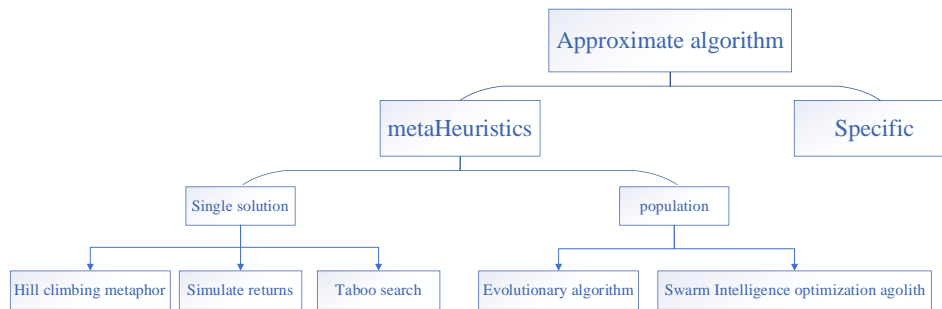 Approximate algorithm
metaHeuristics
Specific
Single solution
population
Hill climbing metaphor
Simulate returns
Taboo search
Evolutionary algorithm
Swarm Intelligence optimization agolith